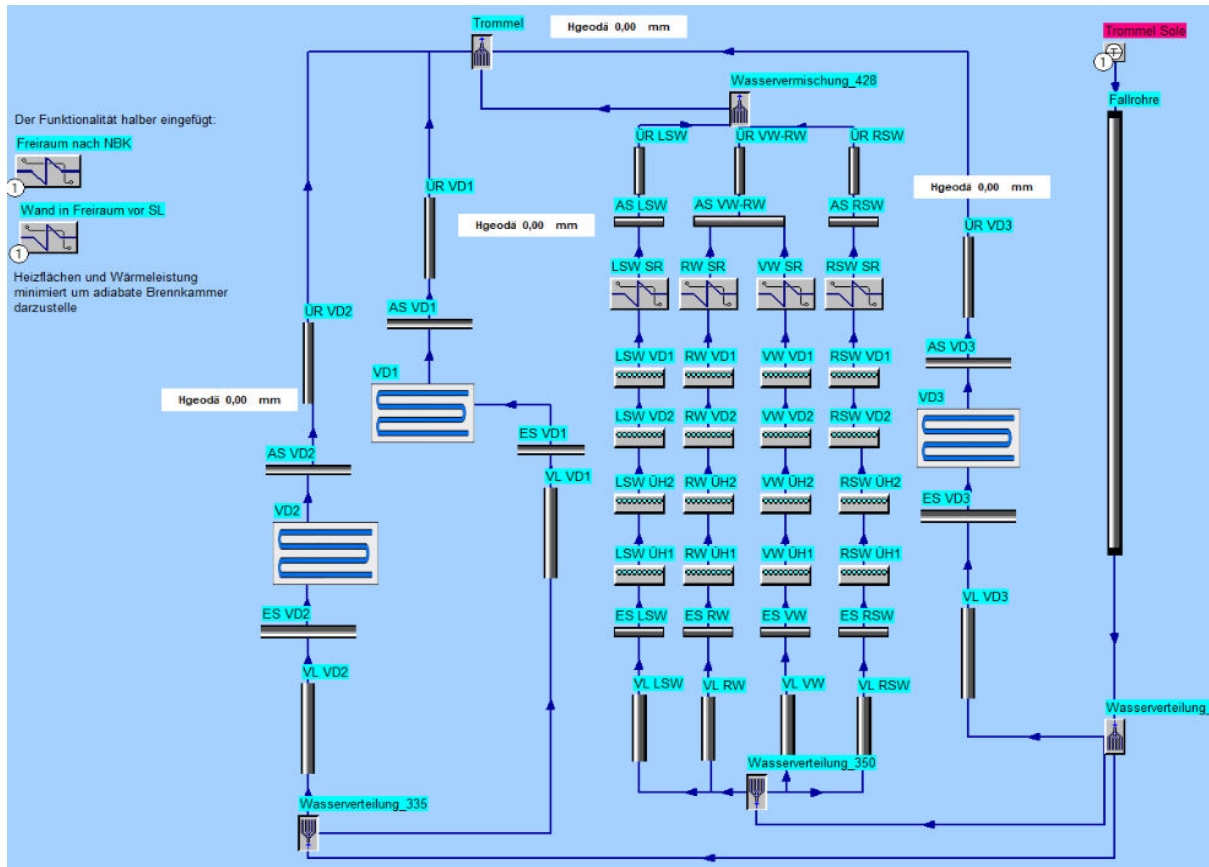 Trommel
Hgeodä 0,00 mm
Trommel Sole
1
Wasservermischung_428
Fallrohre
Der Funktionalität halber eingefügt:
Freiraum nach NBK
1
Wand in Freiraum vor SL
1
Heizflächen und Wärmeleistung
minimiert um adiabate Brennkammer
darzustelle
ÜR LSW
ÜR VW-RW
ÜR RSW
ÜR VD1
Hgeodä 0,00 mm
Hgeodä 0,00 mm
AS LSW
AS VW-RW
AS RSW
ÜR VD3
LSW SR
RW SR
VW SR
RSW SR
ÜR VD2
AS VD1
LSW VD1
RW VD1
VW VD1
RSW VD1
AS VD3
VD1
VD3
Hgeodä 0,00 mm
LSW VD2
RW VD2
VW VD2
RSW VD2
ES VD1
AS VD2
VL VD1
LSW ÜH2
RW ÜH2
VW ÜH2
RSW ÜH2
ES VD3
VD2
LSW ÜH1
RW ÜH1
VW ÜH1
RSW ÜH1
ES VD2
ES LSW
ES RW
ES VW
ES RSW
VL VD3
VL VD2
VL LSW
VL RW
VL VW
VL RSW
Wasserverteilung_
Wasserverteilung_350
Wasserverteilung_335